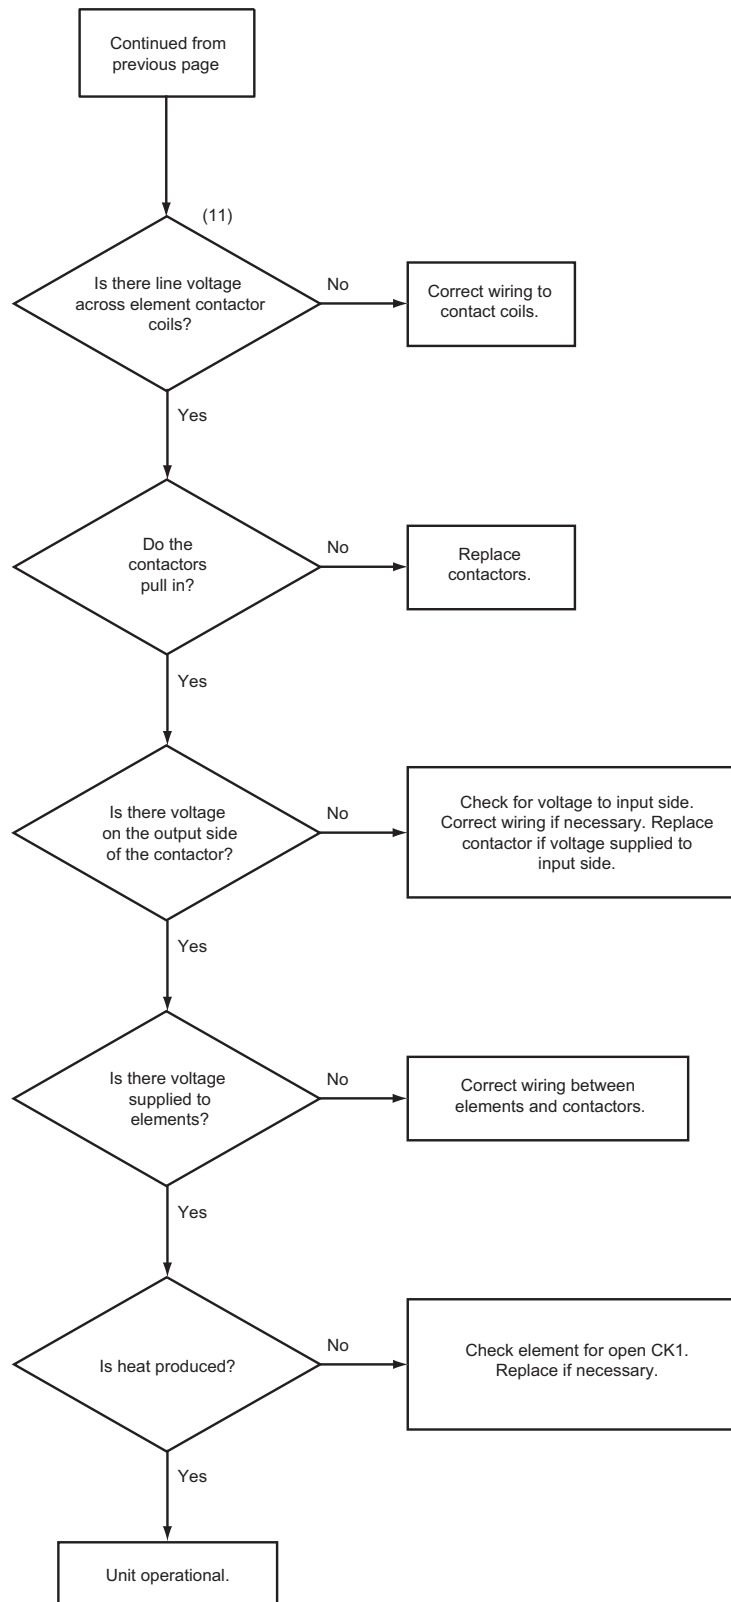 Continued from
previous page
(11)
Is there line voltage
across element contactor
coils?
No
Correct wiring to
contact coils.
Yes
Do the
contactors
pull in?
No
Replace
contactors.
Yes
Is there voltage
on the output side
of the contactor?
No
Check for voltage to input side.
Correct wiring if necessary. Replace
contactor if voltage supplied to
input side.
Yes
Is there voltage
supplied to
elements?
No
Correct wiring between
elements and contactors.
Yes
Is heat produced?
No
Check element for open CK1.
Replace if necessary.
Yes
Unit operational.